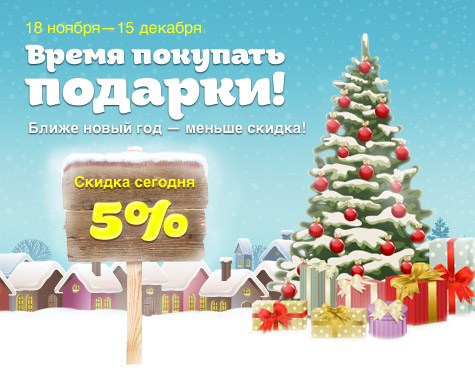 18 ноября—15 декабря
Время покупать
подарки!
Ближе новый год — меньше скидка!
Скидка сегодня
5%